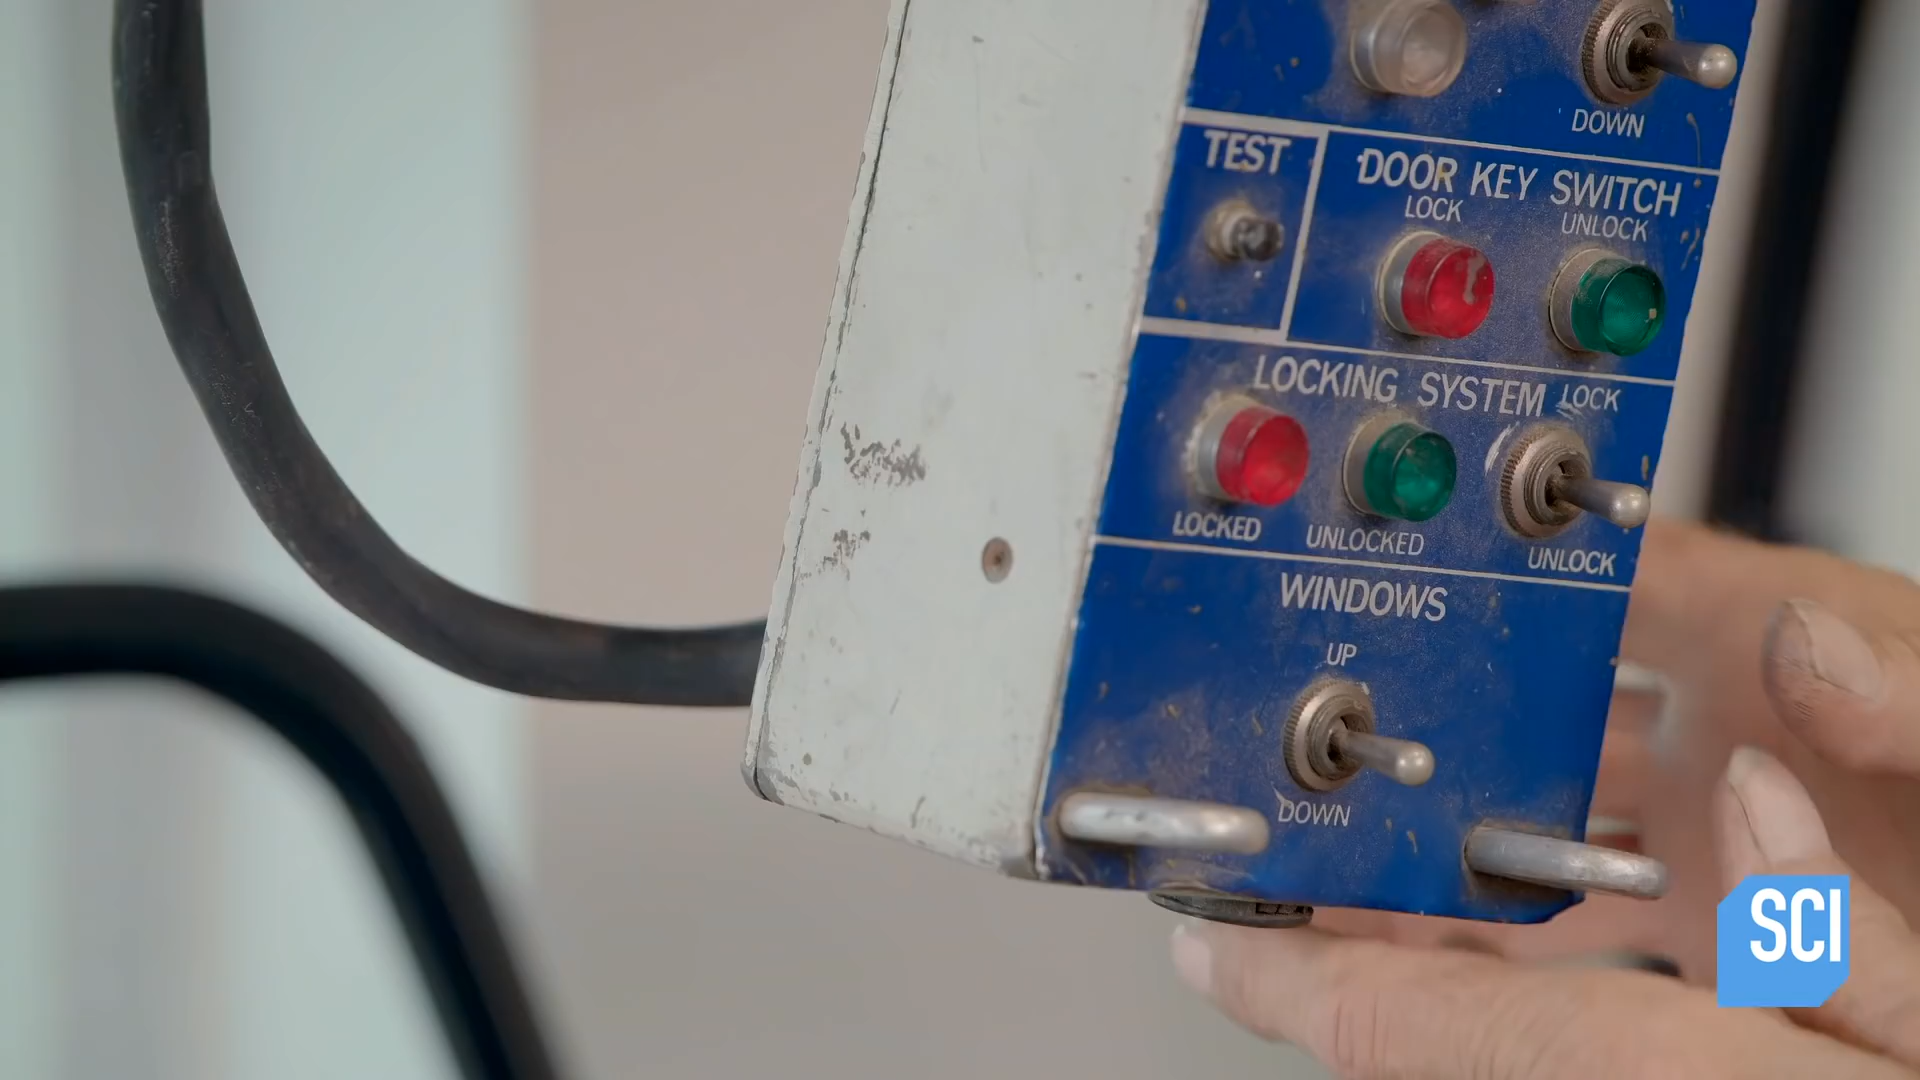 DOWN
TEST
DOOR KEY SWITCH
LOCK
UNLOCK
LOCKING SYSTEM
LOCK
LOCKED
UNLOCKED
UNLOCK
WINDOWS
UP
DOWN
SCI